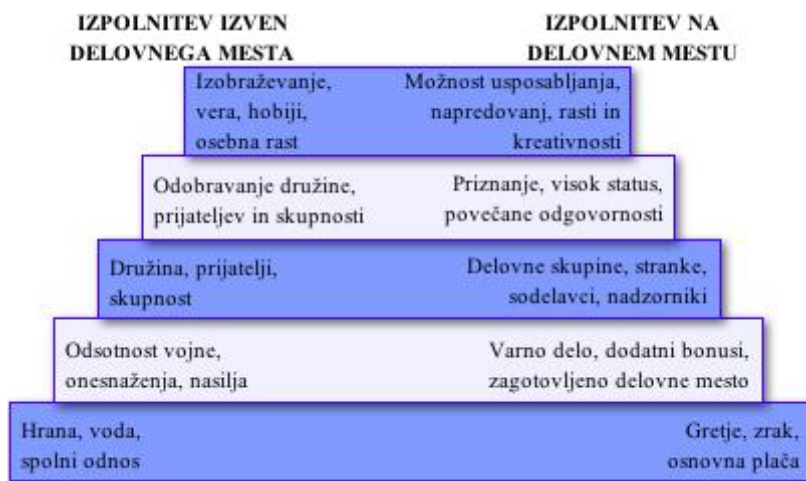 IZPOLNITEV IZVEN
DELOVNEGA MESTA
IZPOLNITEV NA
DELOVNEM MESTU
Izobraževanje,
vera, hobiji,
osebna rast
Možnost usposabljanja,
napredovanj, rasti in
kreativnosti
Odobravanje družine,
prijateljev in skupnosti
Priznanje, visok status,
povečane odgovornosti
Družina, prijatelji,
skupnost
Delovne skupine, stranke,
sodelavci, nadzorniki
Odsotnost vojne,
onesnaženja, nasilja
Varno delo, dodatni bonusi,
zagotovljeno delovne mesto
Hrana, voda,
spolni odnos
Gretje, zrak,
osnovna plača